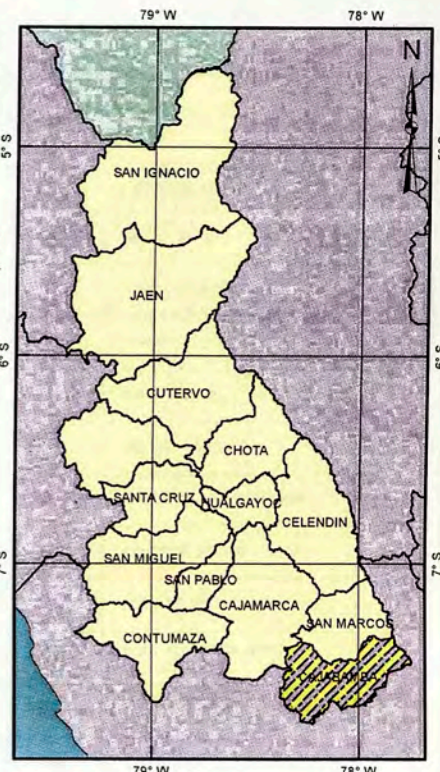 79° W 78° W
N
5° S
SAN IGNACIO
JAEN
6° S 6° S
CUTERVO
CHOTA
SANTA CRUZ
HUALGAYOC
CELENDIN
7° S 7° S
SAN MIGUEL
SAN PABLO
CAJAMARCA
SAN MARCOS
CONTUMAZA
CAJABAMBA
79° W 78° W